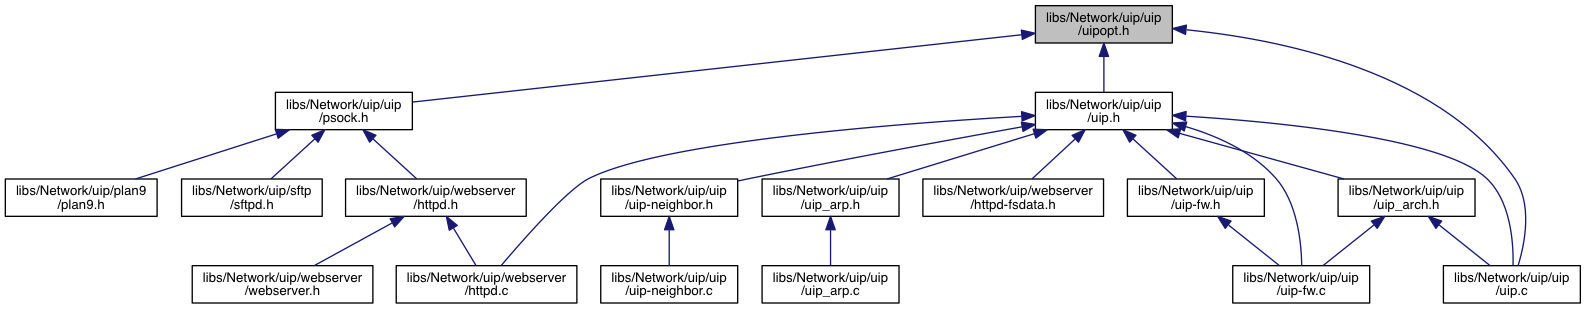 libs/Network/uip/uip
/uipopt.h
libs/Network/uip/uip
/psock.h
libs/Network/uip/uip
/uip.h
libs/Network/uip/plan9
/plan9.h
libs/Network/uip/sftp
/sftpd.h
libs/Network/uip/webserver
/httpd.h
libs/Network/uip/uip
/uip-neighbor.h
libs/Network/uip/uip
/uip_arp.h
libs/Network/uip/webserver
/httpd-fsdata.h
libs/Network/uip/uip
/uip-fw.h
libs/Network/uip/uip
/uip_arch.h
libs/Network/uip/webserver
/webserver.h
libs/Network/uip/webserver
/httpd.c
libs/Network/uip/uip
/uip-neighbor.c
libs/Network/uip/uip
/uip_arp.c
libs/Network/uip/uip
/uip-fw.c
libs/Network/uip/uip
/uip.c